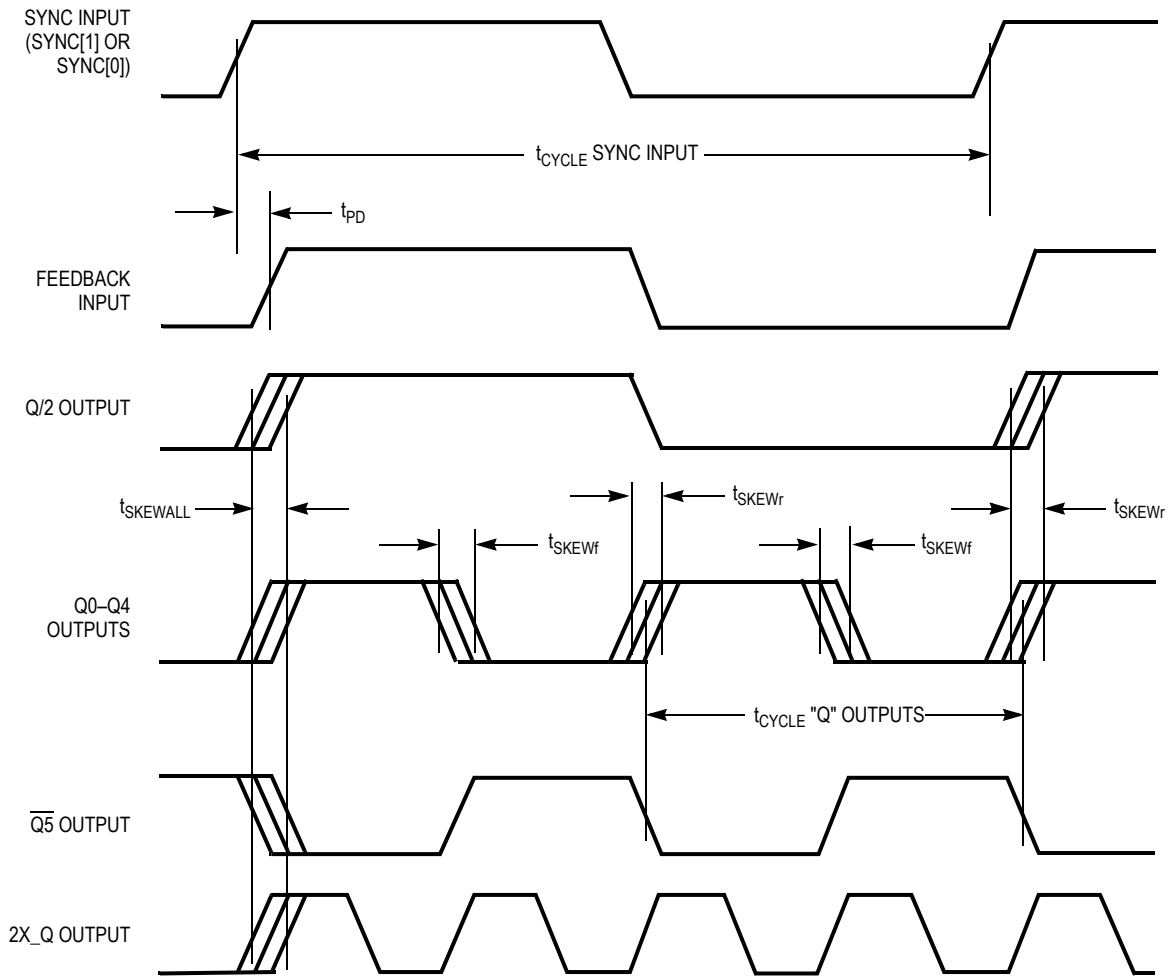 SYNC INPUT
(SYNC[1] OR
SYNC[0])
tCYCLE SYNC INPUT
tPD
FEEDBACK
INPUT
Q/2 OUTPUT
tSKEWALL
tSKEWf
tSKEWr
tSKEWf
tSKEWr
Q0–Q4
OUTPUTS
tCYCLE "Q" OUTPUTS
Q5 OUTPUT
2X_Q OUTPUT